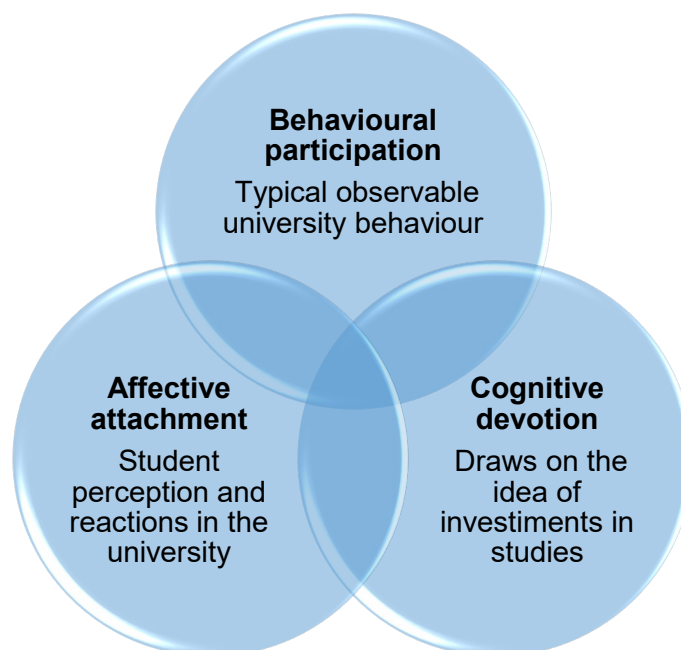 Behavioural
participation
Typical observable
university behaviour
Affective
attachment
Student
perception and
reactions in the
university
Cognitive
devotion
Draws on the
idea of
investiments in
studies